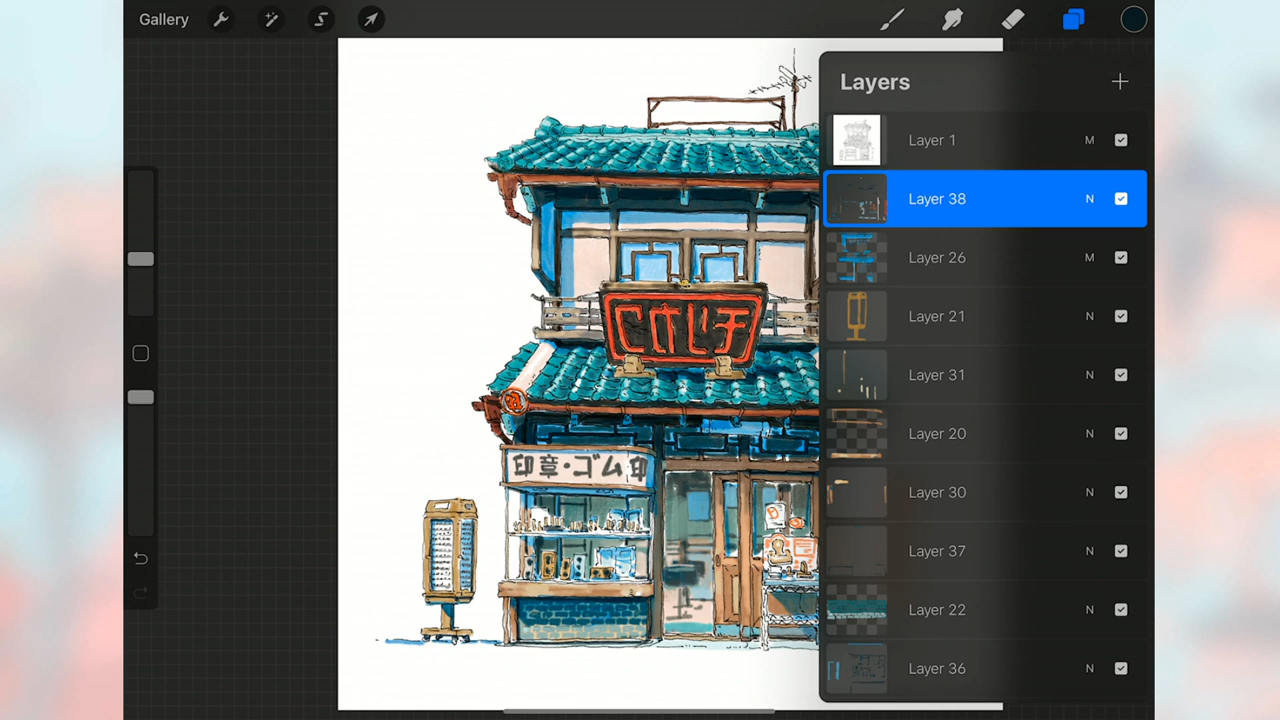 Gallery
Layers
Layer 1 M
Layer 38 N
Layer 26 M
Layer 21 N
Layer 31 N
Layer 20 N
Layer 30 N
Layer 37 N
Layer 22 N
Layer 36 N
印章・ゴム印